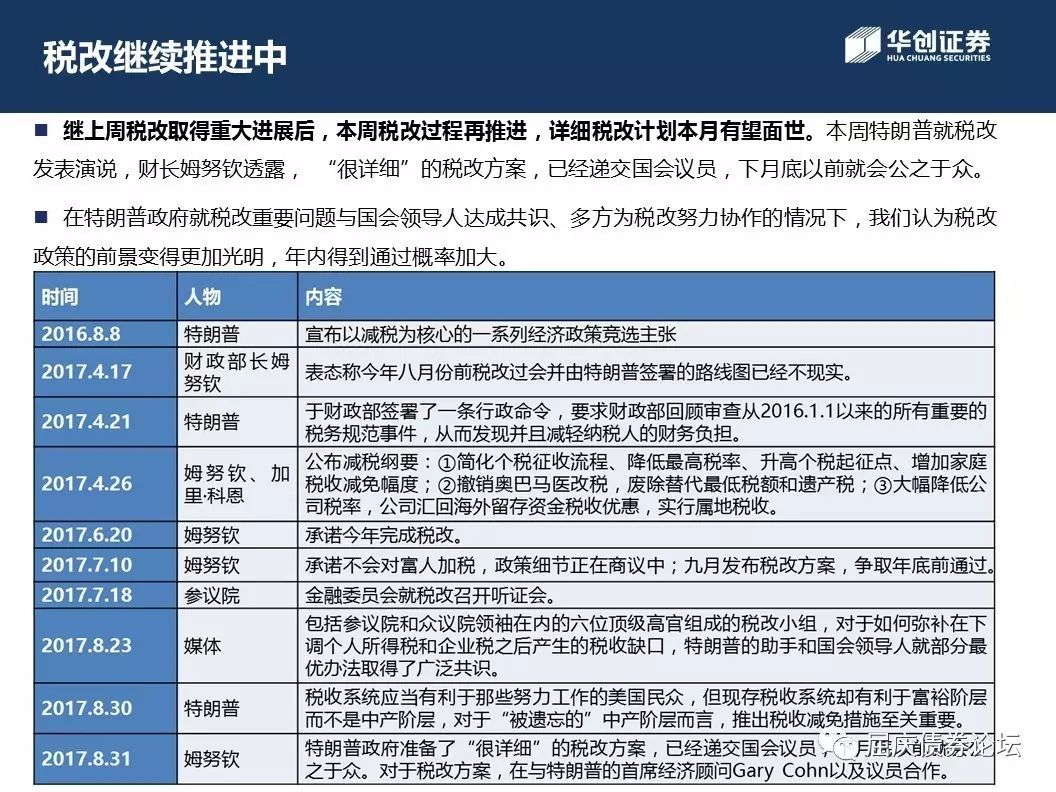 税改继续推进中
华创证券
HUA CHUANG SECURITIES
■ 继上周税改取得重大进展后，本周税改过程再推进，详细税改计划本月有望面世。本周特朗普就税改
发表演说，财长姆努钦透露， “很详细”的税改方案，已经递交国会议员，下月底以前就会公之于众。
■ 在特朗普政府就税改重要问题与国会领导人达成共识、多方为税改努力协作的情况下，我们认为税改
政策的前景变得更加光明，年内得到通过概率加大。
时间 人物 内容
2016.8.8 特朗普 宣布以减税为核心的一系列经济政策竞选主张
2017.4.17 财政部长姆
努钦 表态称今年八月份前税改过会并由特朗普签署的路线图已经不现实。
2017.4.21 特朗普 于财政部签署了一条行政命令，要求财政部回顾审查从2016.1.1以来的所有重要的
税务规范事件，从而发现并且减轻纳税人的财务负担。
2017.4.26 姆努钦、加
里·科恩 公布减税纲要：①简化个税征收流程、降低最高税率、升高个税起征点、增加家庭
税收减免幅度；②撤销奥巴马医改税，废除替代最低税额和遗产税；③大幅降低公
司税率，公司汇回海外留存资金税收优惠，实行属地税收。
2017.6.20 姆努钦 承诺今年完成税改。
2017.7.10 姆努钦 承诺不会对富人加税，政策细节正在商议中；九月发布税改方案，争取年底前通过。
2017.7.18 参议院 金融委员会就税改召开听证会。
2017.8.23 媒体 包括参议院和众议院领袖在内的六位顶级高官组成的税改小组，对于如何弥补在下
调个人所得税和企业税之后产生的税收缺口，特朗普的助手和国会领导人就部分最
优办法取得了广泛共识。
2017.8.30 特朗普 税收系统应当有利于那些努力工作的美国民众，但现存税收系统却有利于富裕阶层
而不是中产阶层，对于“被遗忘的”中产阶层而言，推出税收减免措施至关重要。
2017.8.31 姆努钦 特朗普政府准备了“很详细”的税改方案，已经递交国会议员
之于众。对于税改方案，在与特朗普的首席经济顾问Gary Cohn以及议员合作。
屈庆债券论坛